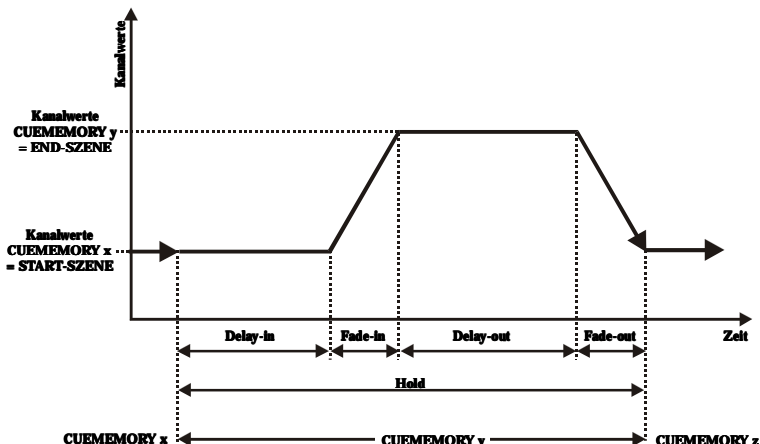 Kanalwerte
Kanalwerte
CUEMEMORY y
= END-SZENE
Kanalwerte
CUEMEMORY x
= START-SZENE
Delay-in
Fade-in
Delay-out
Fade-out
Zeit
Hold
CUEMEMORY x
CUEMEMORY y
CUEMEMORY z